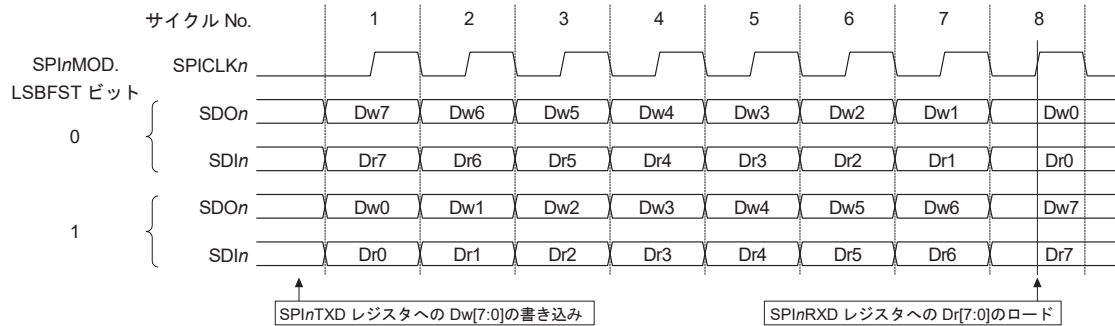 サイクル No. 1 2 3 4 5 6 7 8
SPInMOD.
LSBFST ビット
SPICLKn
0
SDOn Dw7 Dw6 Dw5 Dw4 Dw3 Dw2 Dw1 Dw0
SDIn Dr7 Dr6 Dr5 Dr4 Dr3 Dr2 Dr1 Dr0
1
SDOn Dw0 Dw1 Dw2 Dw3 Dw4 Dw5 Dw6 Dw7
SDIn Dr0 Dr1 Dr2 Dr3 Dr4 Dr5 Dr6 Dr7
SPInTXD レジスタへの Dw[7:0]の書き込み
SPInRXD レジスタへの Dr[7:0]のロード